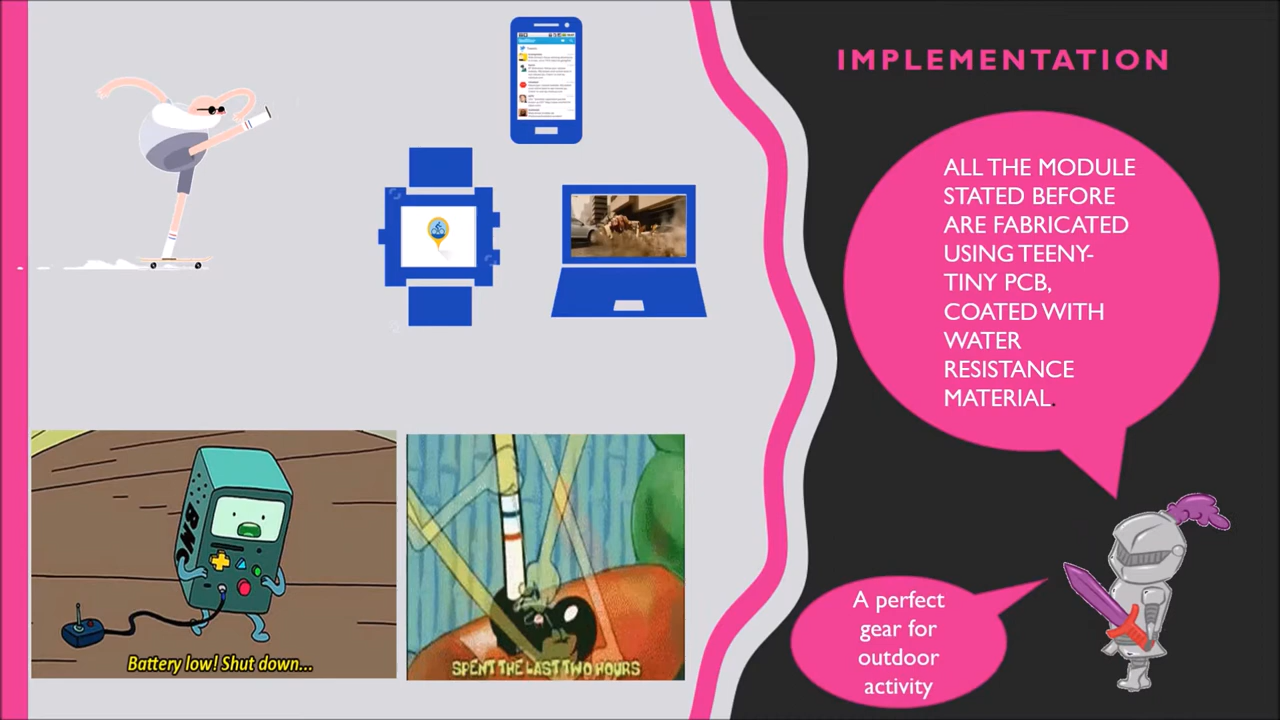 IMPLEMENTATION
ALL THE MODULE
STATED BEFORE
ARE FABRICATED
USING TEENY-
TINY PCB,
COATED WITH
WATER
RESISTANCE
MATERIAL.
A perfect
gear for
outdoor
activity
Battery low! Shut down...
SPENT THE LAST TWO HOURS